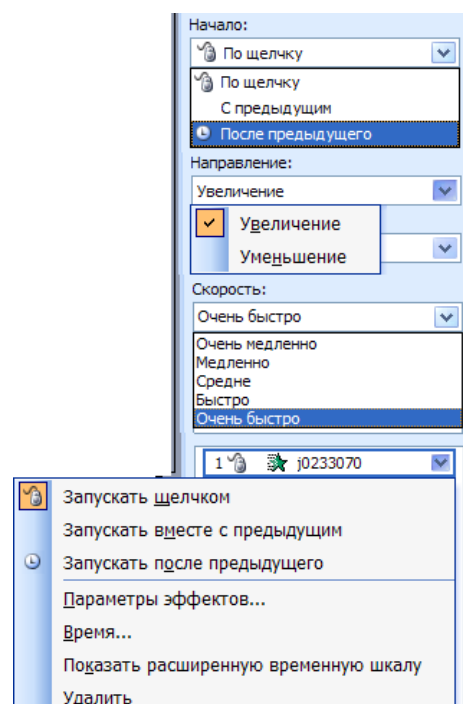 Начало:
По щелчку
По щелчку
С предыдущим
После предыдущего
Направление:
Увеличение
Увеличение
Уменьшение
Скорость:
Очень быстро
Очень медленно
Медленно
Средне
Быстро
Очень быстро
1 j0233070
Запускать щелчком
Запускать вместе с предыдущим
Запускать после предыдущего
Параметры эффектов...
Время...
Показать расширенную временную шкалу
Удалить